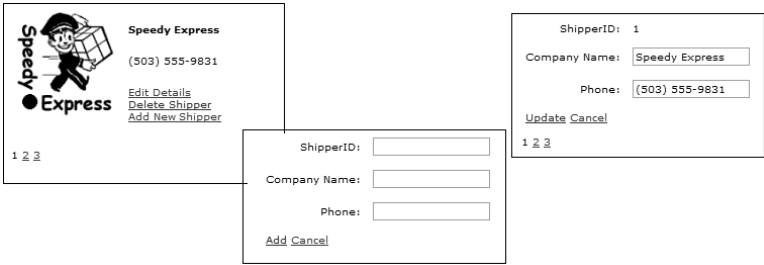 Speedy
Express
Speedy Express
(503) 555-9831
Edit Details
Delete Shipper
Add New Shipper
1 2 3
ShipperID:
Company Name:
Phone:
Add Cancel
ShipperID: 1
Company Name: Speedy Express
Phone: (503) 555-9831
Update Cancel
1 2 3